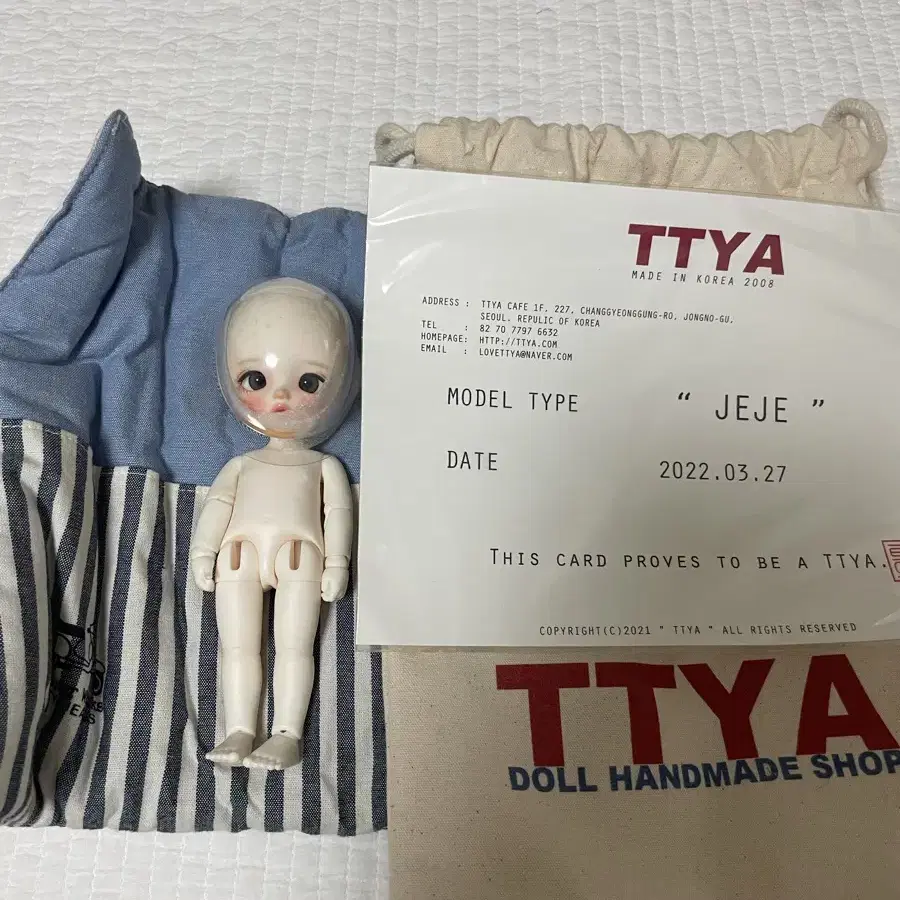 TTYA
MADE IN KOREA 2008
ADDRESS : TTYA CAFE 1F, 227, CHANGGYEONGGUNG-RO, JONGNO-GU,
SEOUL. REPULIC OF KOREA
TEL : 82 70 7797 6632
HOMEPAGE: HTTP://TTYA.COM
EMAIL : LOVETTYA@NAVER.COM
MODEL TYPE “ JEJE ”
DATE 2022.03.27
THIS CARD PROVES TO BE A TTYA.
COPYRIGHT(C)2021 " TTYA " ALL RIGHTS RESERVED
TTYA
DOLL HANDMADE SHOP